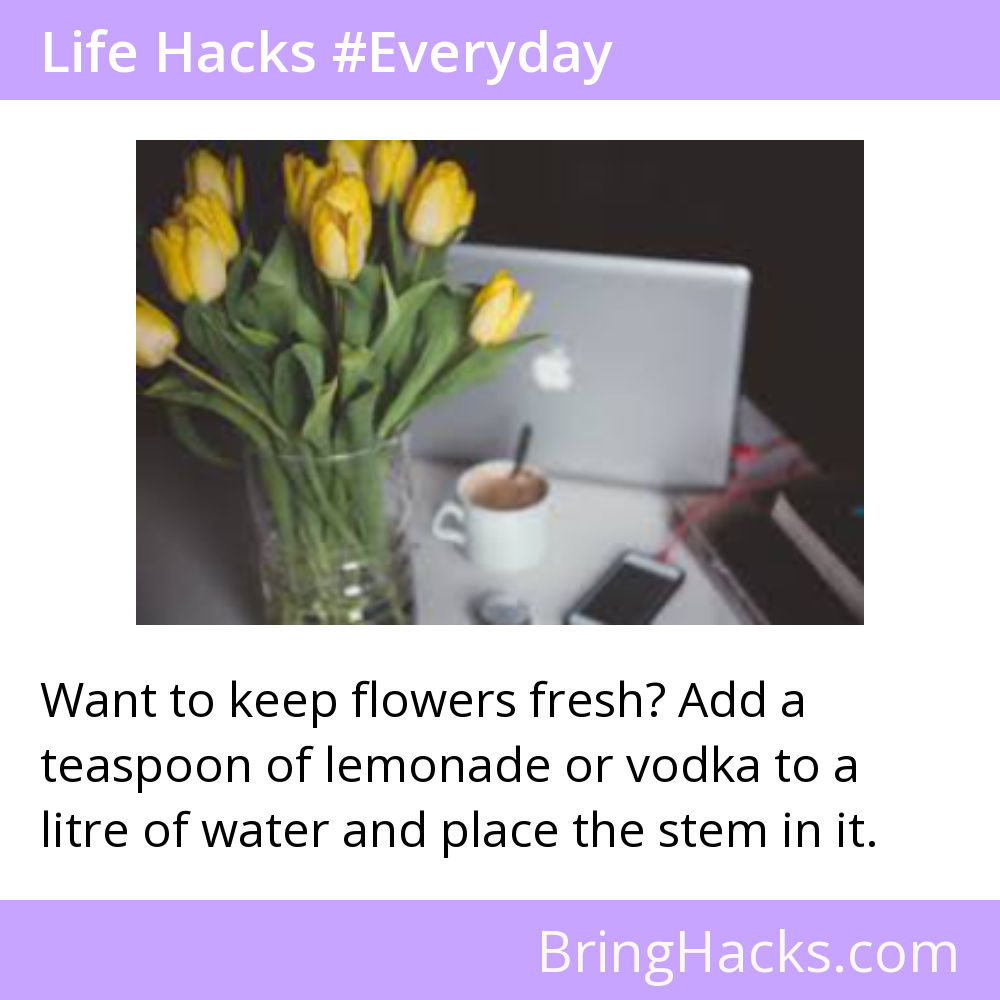 Life Hacks #Everyday
Want to keep flowers fresh? Add a
teaspoon of lemonade or vodka to a
litre of water and place the stem in it.
BringHacks.com